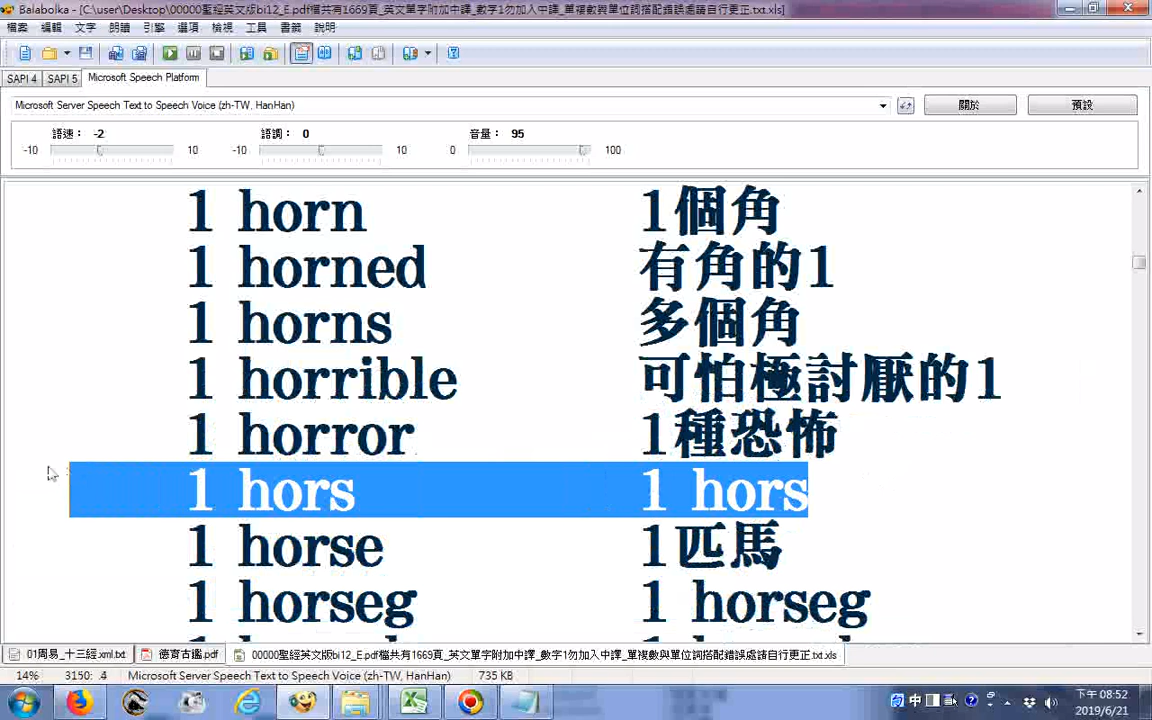 Balabolka - [C:\user\Desktop\00000聖經英文版bi12_E.pdf檔共有1669頁_英文單字附加中譯_數字1勿加入中譯_單複數與單位詞搭配錯誤處請自行更正.txt.xls]
檔案 編輯 文字 朗讀 引擎 選項 檢視 工具 書籤 說明
SAPI 4 SAPI 5 Microsoft Speech Platform
Microsoft Server Speech Text to Speech Voice (zh-TW, HanHan) 關於 預設
語速： -2 語調： 0 音量： 95
-10 10 -10 10 0 100
1 horn 1個角
1 horned 有角的1
1 horns 多個角
1 horrible 可怕極討厭的1
1 horror 1種恐怖
1 hors 1 hors
1 horse 1匹馬
1 horseg 1 horseg
01周易_十三經.xml.txt 德育古鑑.pdf 00000聖經英文版bi12_E.pdf檔共有1669頁_英文單字附加中譯_數字1勿加入中譯_單複數與單位詞搭配錯誤處請自行更正.txt.xls
14% 3150: 4 Microsoft Server Speech Text to Speech Voice (zh-TW, HanHan) 735 KB
中 下午 08:52
2019/6/21